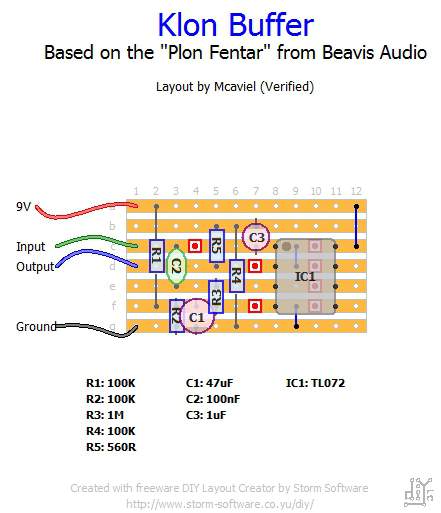 Klon Buffer
Based on the "Plon Fentar" from Beavis Audio
Layout by Mcaviel (Verified)
1 2 3 4 5 6 7 8 9 10 11 12
9V
b
C3
Input
R1
R5
Output
d
C2
R4
IC1
R3
f
R2
C1
Ground
g
R1: 100K C1: 47uF IC1: TL072
R2: 100K C2: 100nF
R3: 1M C3: 1uF
R4: 100K
R5: 560R
Created with freeware DIY Layout Creator by Storm Software
http://www.storm-software.co.yu/diy/